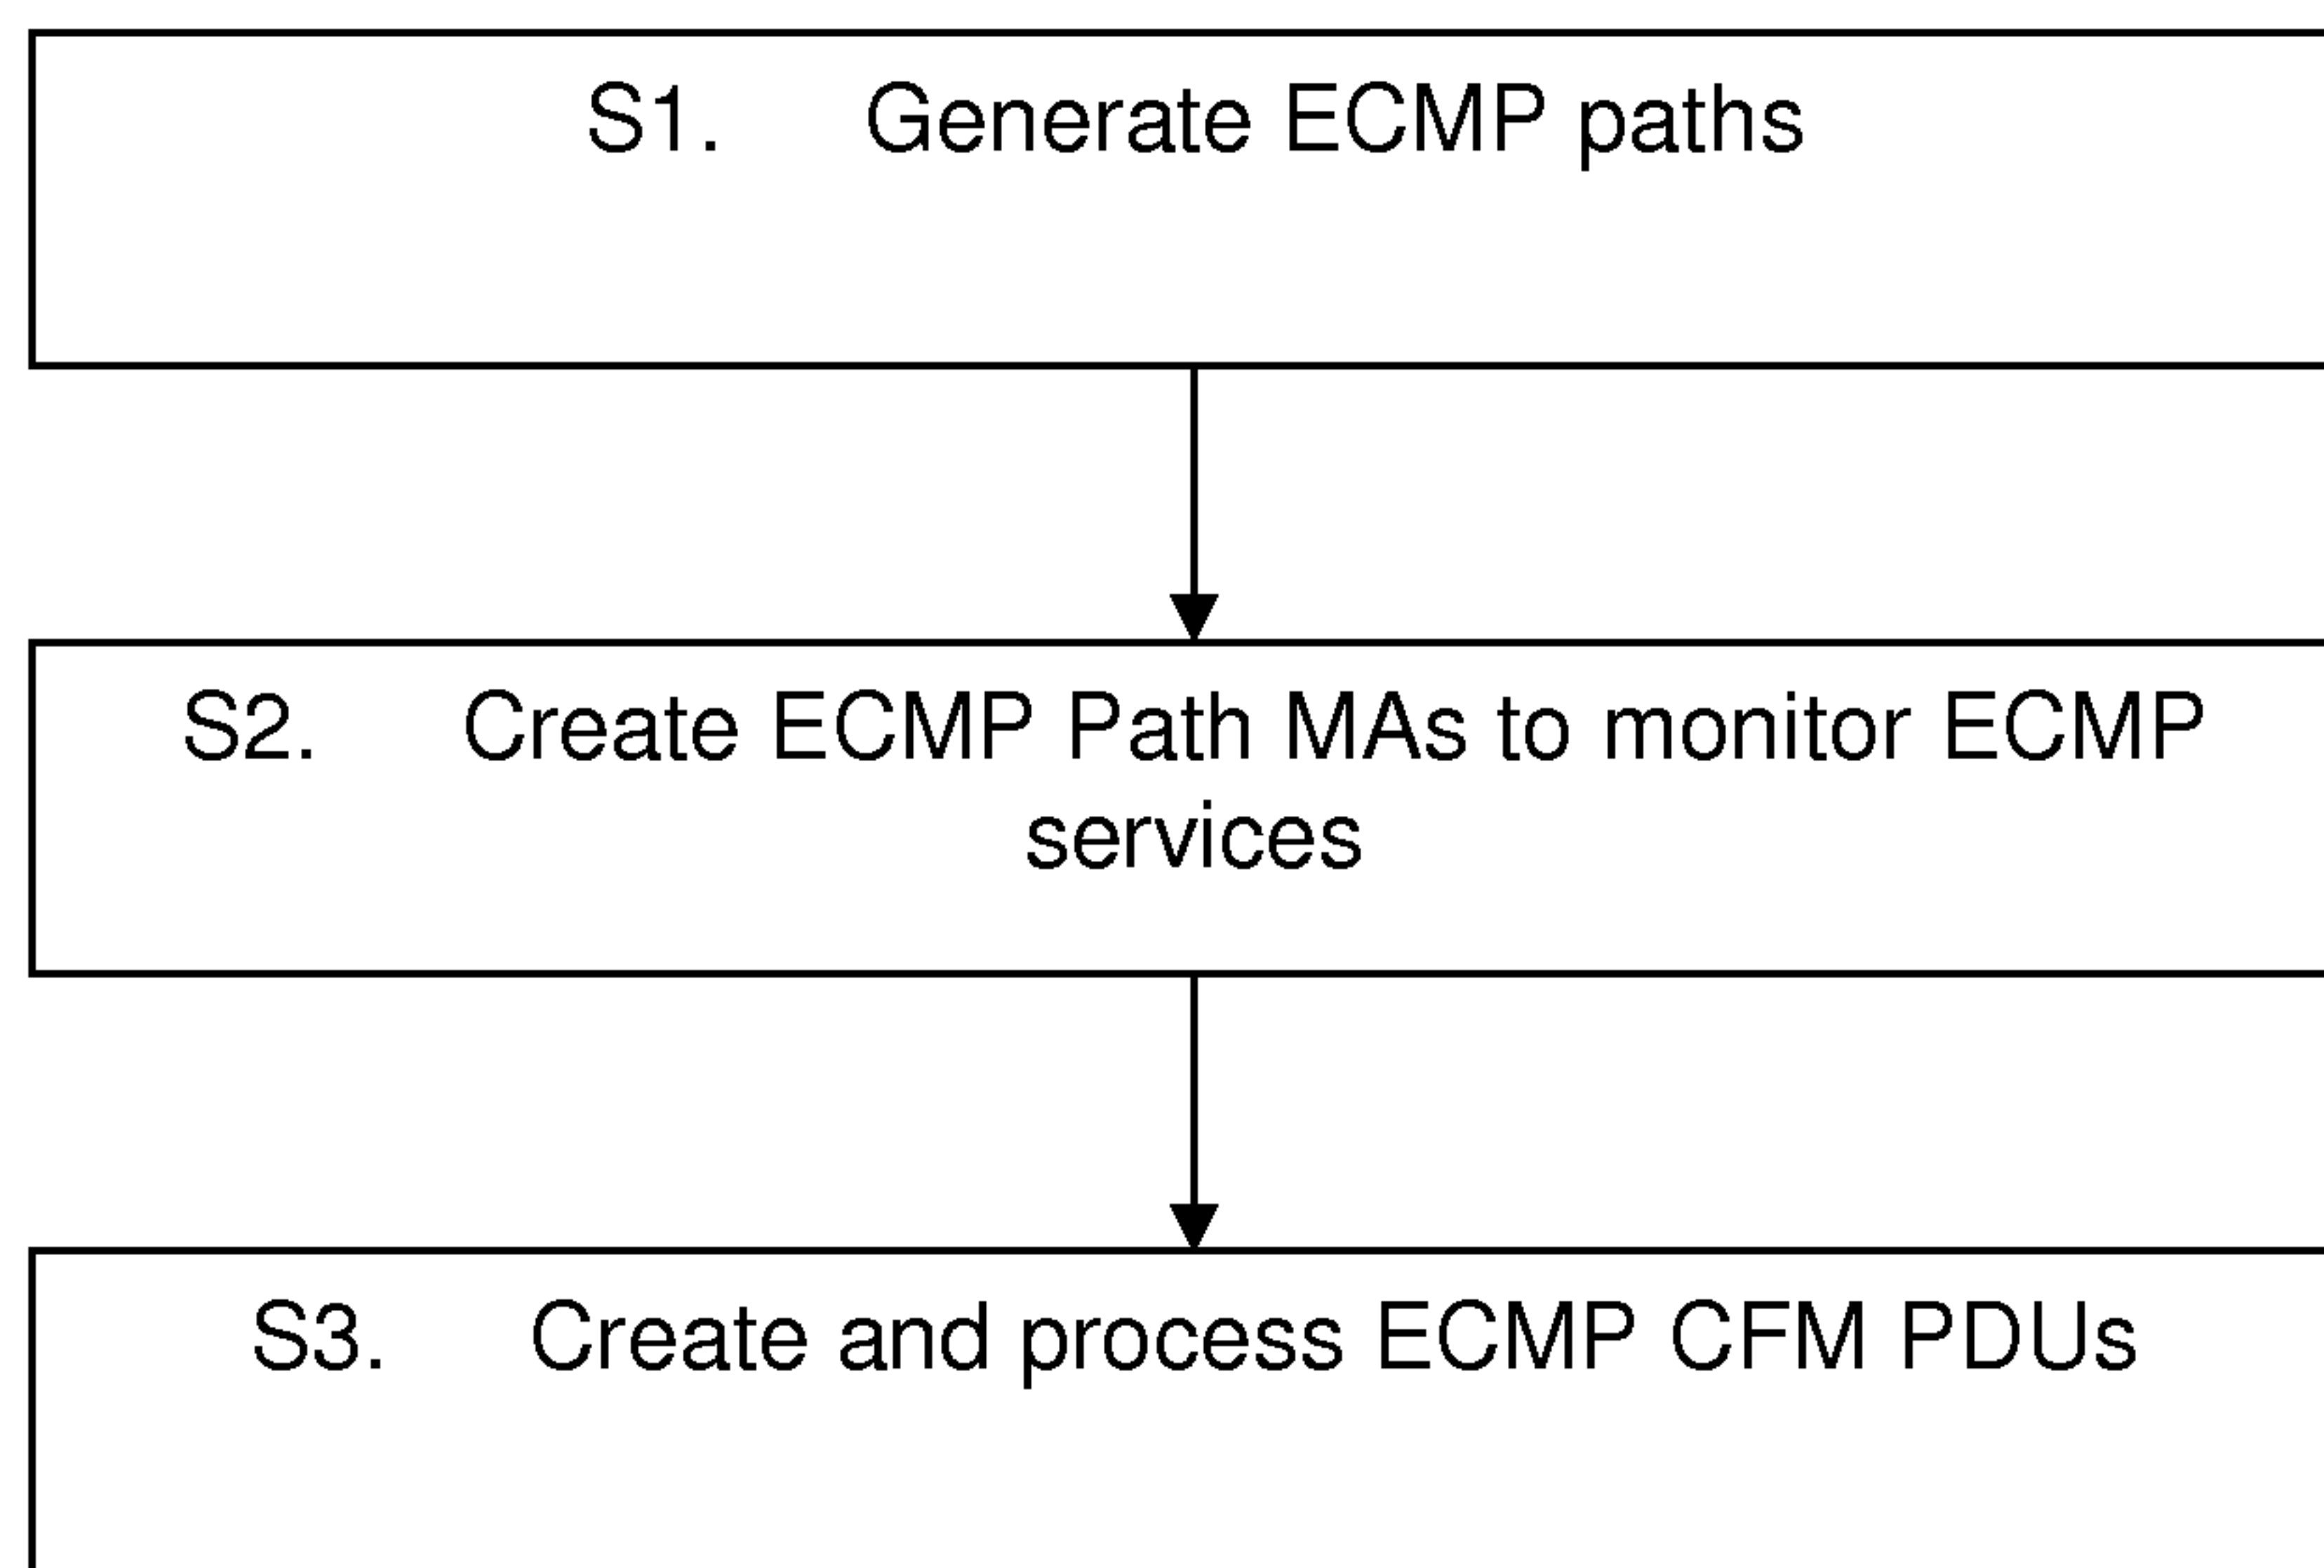 S1. Generate ECMP paths
S2. Create ECMP Path MAs to monitor ECMP
services
S3. Create and process ECMP CFM PDUs